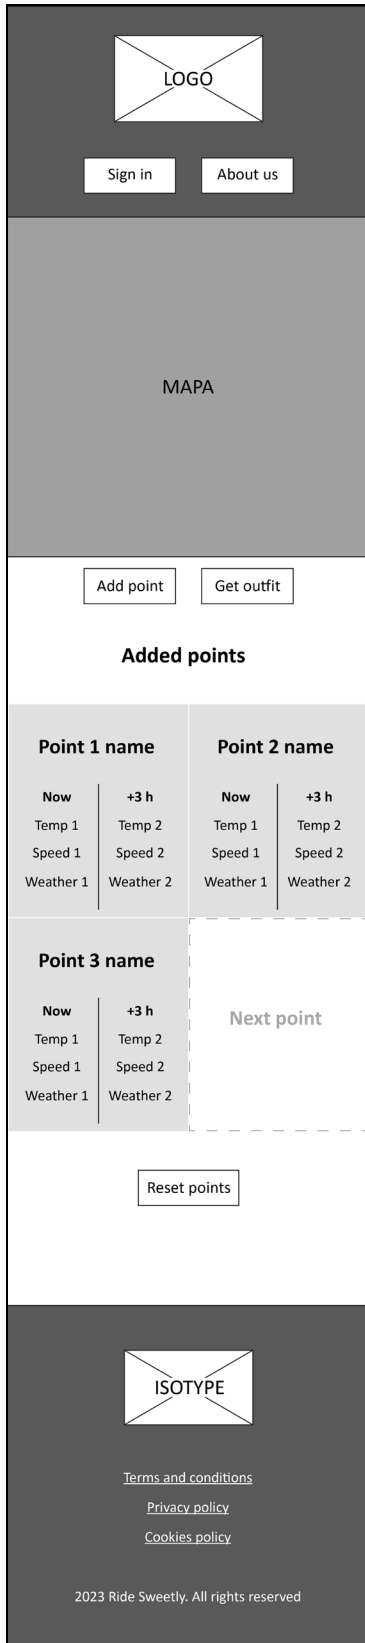 LOGO
Sign in
About us
MAPA
Add point
Get outfit
Added points
Point 1 name
Now
+3 h
Temp 1
Temp 2
Speed 1
Speed 2
Weather 1
Weather 2
Point 2 name
Now
+3 h
Temp 1
Temp 2
Speed 1
Speed 2
Weather 1
Weather 2
Point 3 name
Now
+3 h
Temp 1
Temp 2
Speed 1
Speed 2
Weather 1
Weather 2
Next point
Reset points
ISOTYPE
Terms and conditions
Privacy policy
Cookies policy
2023 Ride Sweetly. All rights reserved